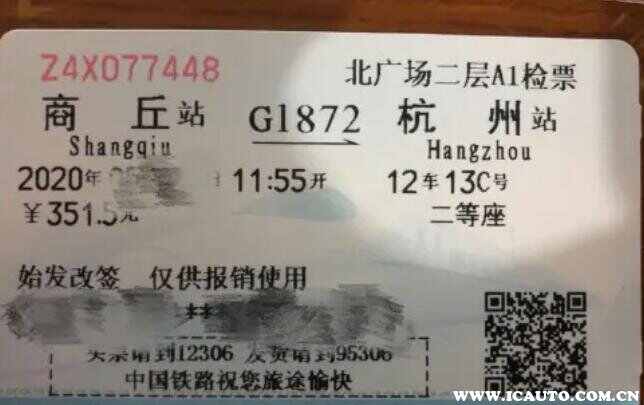 Z4X077448 北广场二层A1检票
商丘站 G1872 杭州站
Shangqiu Hangzhou
2020年 11:55开 12车13C号
￥351.5元 二等座
始发改签 仅供报销使用
**
买票请到12306 发货请到95306
中国铁路祝您旅途愉快
WWW.ICAUTO.COM.CN